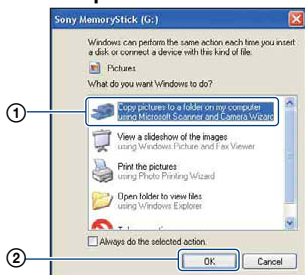 Sony MemoryStick (G:)
Windows can perform the same action each time you insert
a disk or connect a device with this kind of file:
Pictures
What do you want Windows to do?
① Copy pictures to a folder on my computer
using Microsoft Scanner and Camera Wizard
View a slideshow of the images
using Windows Picture and Fax Viewer
Print the pictures
using Photo Printing Wizard
Open folder to view files
using Windows Explorer
Always do the selected action.
② OK Cancel